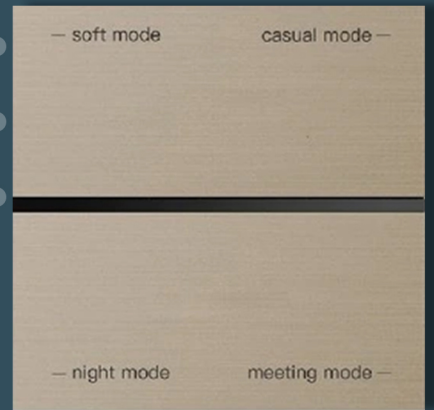 — soft mode
casual mode —
— night mode
meeting mode —